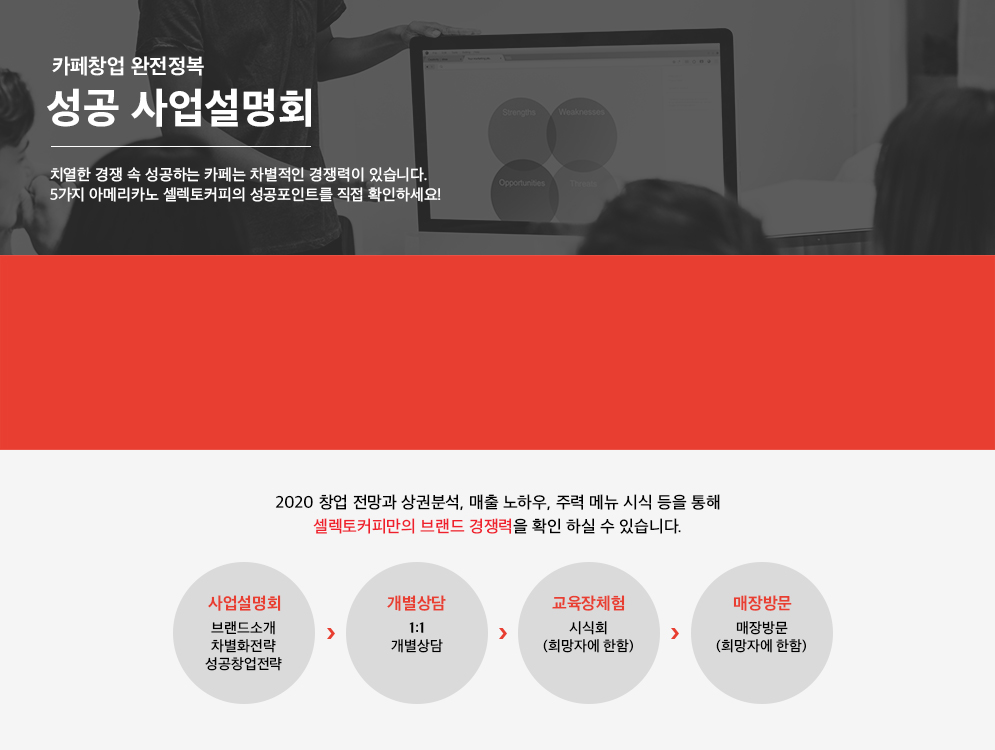 카페창업 완전정복
성공 사업설명회
치열한 경쟁 속 성공하는 카페는 차별적인 경쟁력이 있습니다.
5가지 아메리카노 셀렉토커피의 성공포인트를 직접 확인하세요!
Strengths
Weaknesses
Opportunities
Threats
2020 창업 전망과 상권분석, 매출 노하우, 주력 메뉴 시식 등을 통해
셀렉토커피만의 브랜드 경쟁력을 확인 하실 수 있습니다.
사업설명회
브랜드소개
차별화전략
성공창업전략
개별상담
1:1
개별상담
교육장체험
시식회
(희망자에 한함)
매장방문
매장방문
(희망자에 한함)